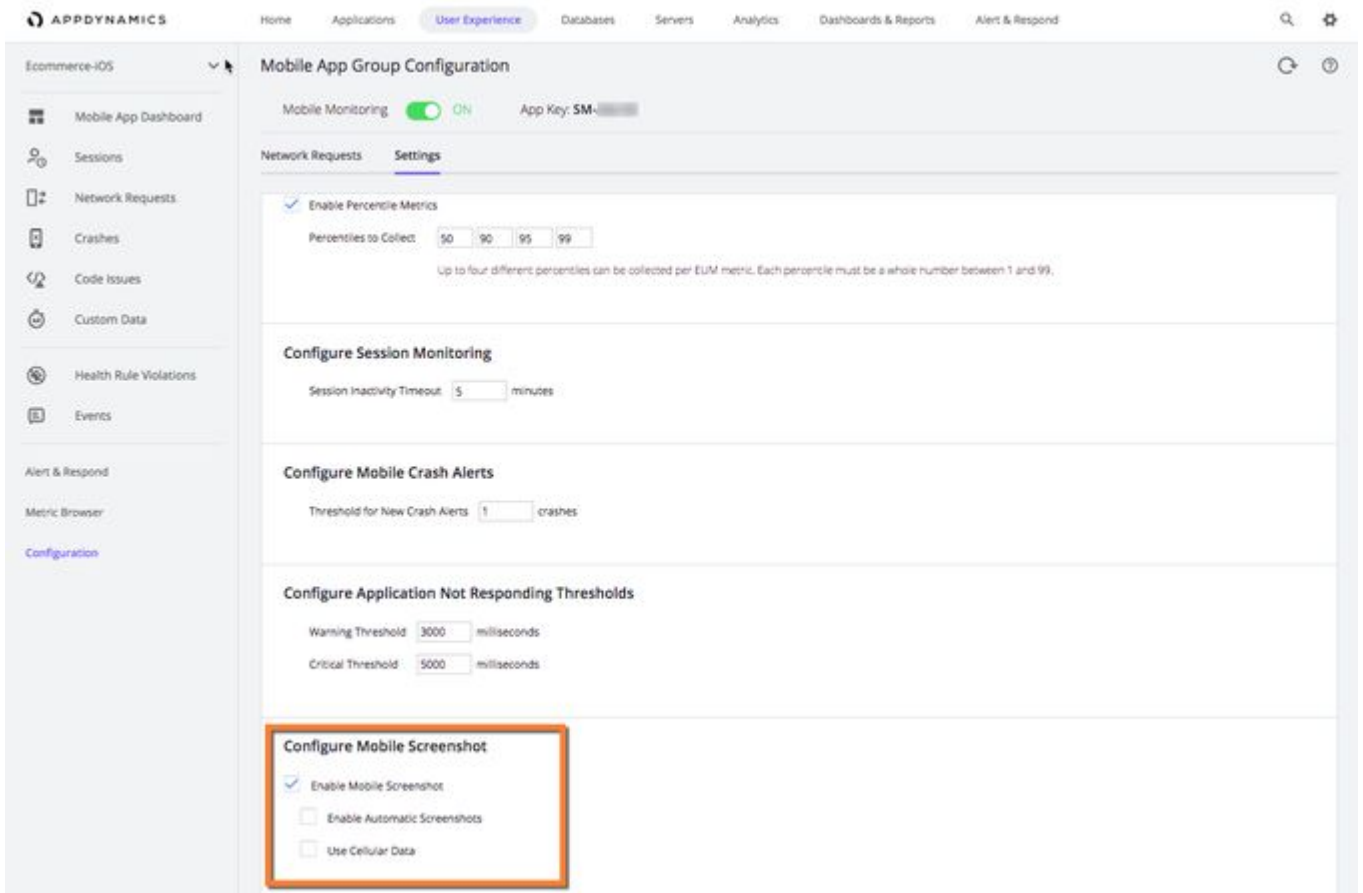 APPDYNAMICS
Home Applications User Experience Databases Servers Analytics Dashboards & Reports Alert & Respond
Ecommerce-iOS
Mobile App Dashboard
Sessions
Network Requests
Crashes
Code Issues
Custom Data
Health Rule Violations
Events
Alert & Respond
Metric Browser
Configuration
Mobile App Group Configuration
Mobile Monitoring ON App Key: SM-
Network Requests Settings
Enable Percentile Metrics
Percentiles to Collect 50 90 95 99
Up to four different percentiles can be collected per EUM metric. Each percentile must be a whole number between 1 and 99.
Configure Session Monitoring
Session Inactivity Timeout 5 minutes
Configure Mobile Crash Alerts
Threshold for New Crash Alerts 1 crashes
Configure Application Not Responding Thresholds
Warning Threshold 3000 milliseconds
Critical Threshold 5000 milliseconds
Configure Mobile Screenshot
Enable Mobile Screenshot
Enable Automatic Screenshots
Use Cellular Data